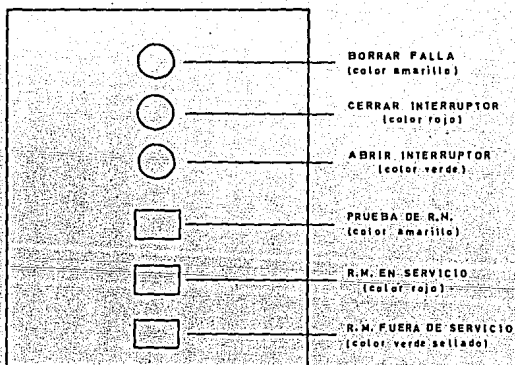 BORRAR FALLA
(color amarillo)
CERRAR INTERRUPTOR
(color rojo)
ABRIR INTERRUPTOR
(color verde)
PRUEBA DE R.M.
(color amarillo)
R.M. EN SERVICIO
(color rojo)
R.M. FUERA DE SERVICIO
(color verde sellado)